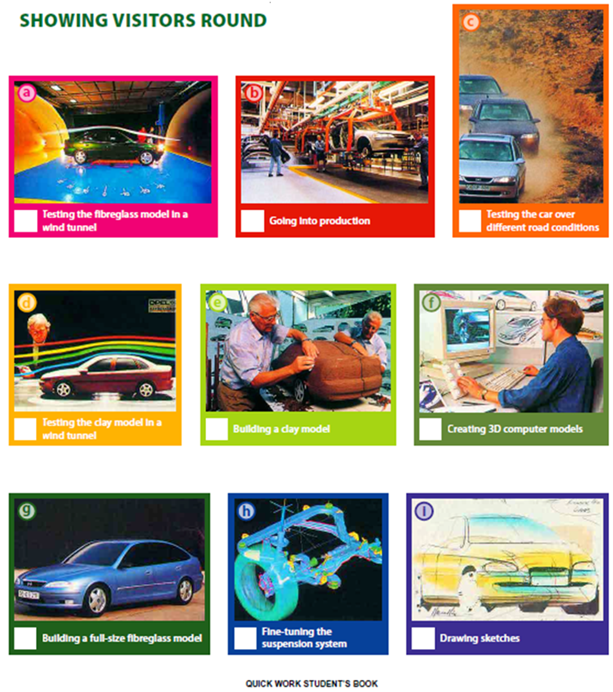 SHOWING VISITORS ROUND
a
b
c
Testing the fibreglass model in a
wind tunnel
Going into production
Testing the car over
different road conditions
d
e
f
Testing the clay model in a
wind tunnel
Building a clay model
Creating 3D computer models
g
h
i
Building a full-size fibreglass model
Fine-tuning the
suspension system
Drawing sketches
QUICK WORK STUDENT'S BOOK